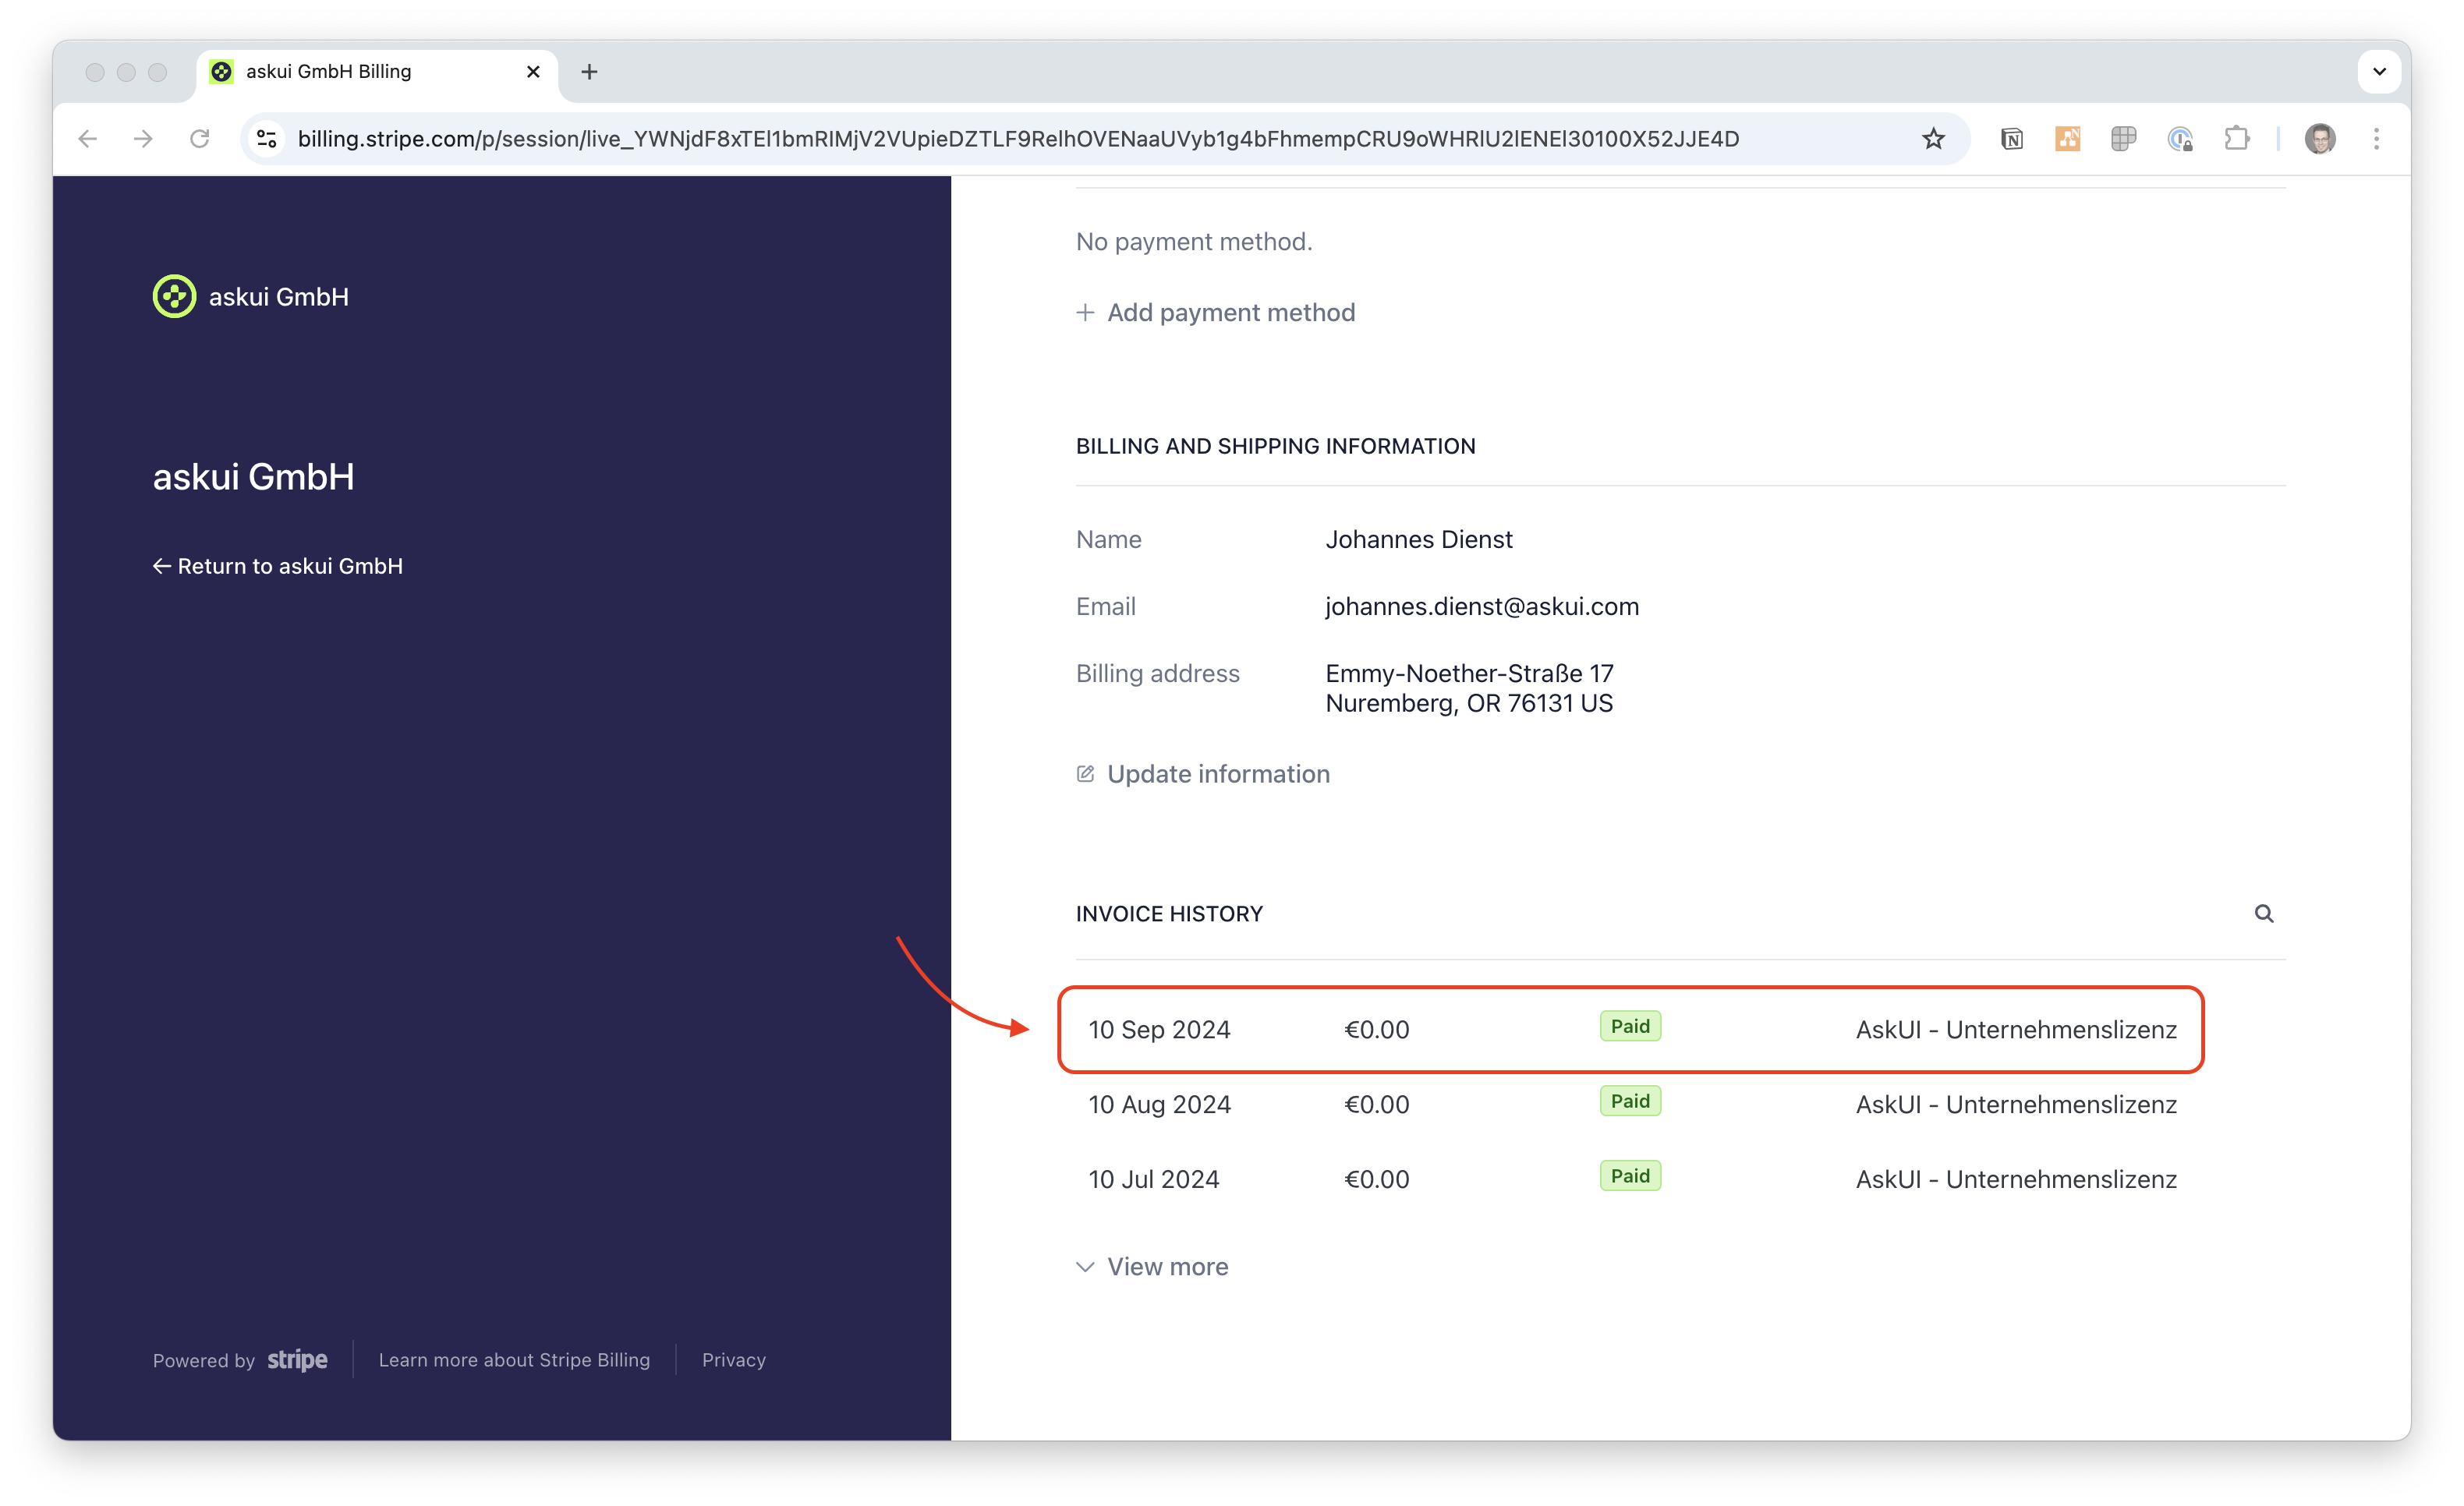 askui GmbH Billing
billing.stripe.com/p/session/live_YWNjdF8xTEl1bmRIMjV2VUpieDZTLF9RelhOVENaaUVyb1g4bFhmempCRU9oWHRlU2lENEl30100X52JJE4D
askui GmbH
askui GmbH
← Return to askui GmbH
Powered by stripe
Learn more about Stripe Billing
Privacy
No payment method.
+ Add payment method
BILLING AND SHIPPING INFORMATION
Name Johannes Dienst
Email johannes.dienst@askui.com
Billing address Emmy-Noether-Straße 17
Nuremberg, OR 76131 US
Update information
INVOICE HISTORY
10 Sep 2024 €0.00 Paid AskUI - Unternehmenslizenz
10 Aug 2024 €0.00 Paid AskUI - Unternehmenslizenz
10 Jul 2024 €0.00 Paid AskUI - Unternehmenslizenz
View more